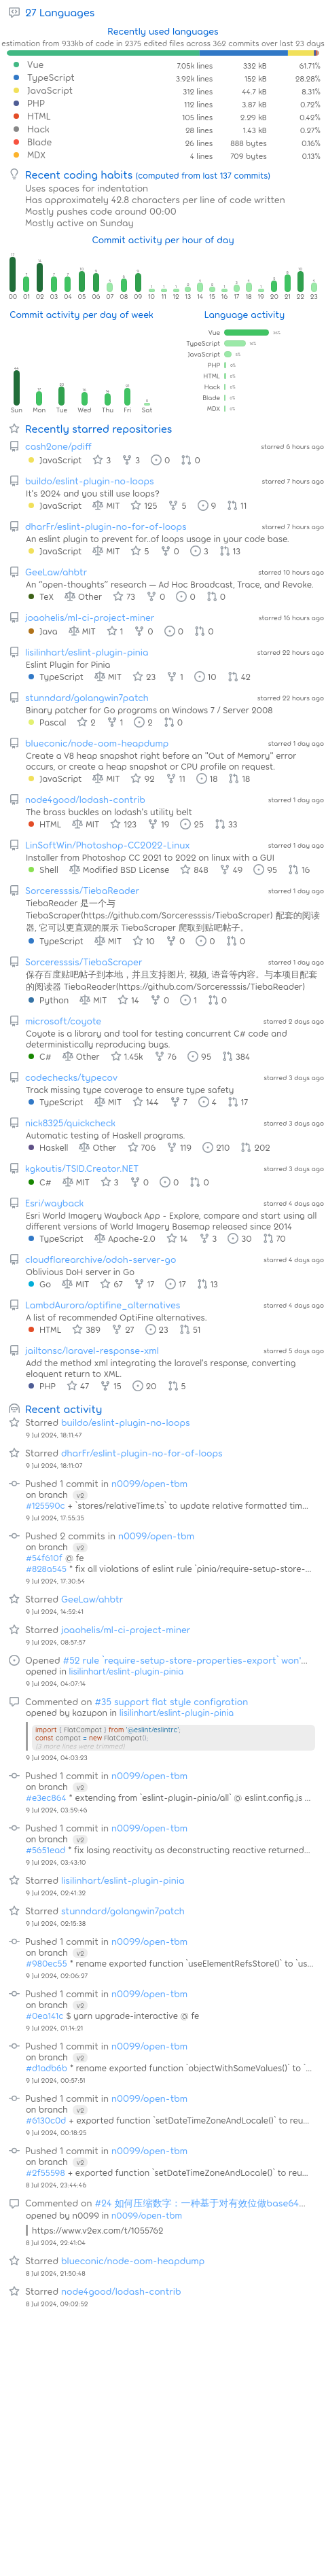 27 Languages
Recently used languages
estimation from 933kb of code in 2375 edited files across 362 commits over last 23 days
Vue 7.05k lines 332 kB 61.71%
TypeScript 3.92k lines 152 kB 28.28%
JavaScript 312 lines 44.7 kB 8.31%
PHP 112 lines 3.87 kB 0.72%
HTML 105 lines 2.29 kB 0.42%
Hack 28 lines 1.43 kB 0.27%
Blade 26 lines 888 bytes 0.16%
MDX 4 lines 709 bytes 0.13%
Recent coding habits (computed from last 137 commits)
Uses spaces for indentation
Has approximately 42.8 characters per line of code written
Mostly pushes code around 00:00
Mostly active on Sunday
Commit activity per hour of day
00 01 02 03 04 05 06 07 08 09 10 11 12 13 14 15 16 17 18 19 20 21 22 23
Commit activity per day of week
Language activity
Vue
TypeScript
JavaScript
PHP
HTML
Hack
Blade
MDX
Sun Mon Tue Wed Thu Fri Sat
Recently starred repositories
cash2one/pdiff starred 6 hours ago
JavaScript 3 3 0 0
buildo/eslint-plugin-no-loops starred 7 hours ago
It's 2024 and you still use loops?
JavaScript MIT 125 5 9 11
dharFr/eslint-plugin-no-for-of-loops starred 7 hours ago
An eslint plugin to prevent for..of loops usage in your code base.
JavaScript MIT 5 0 3 13
GeeLaw/ahbtr starred 10 hours ago
An “open-thoughts” research — Ad Hoc Broadcast, Trace, and Revoke.
TeX Other 73 0 0 0
joaohelis/ml-ci-project-miner starred 16 hours ago
Java MIT 1 0 0 0
lisilinhart/eslint-plugin-pinia starred 22 hours ago
Eslint Plugin for Pinia
TypeScript MIT 23 1 10 42
stunndard/golangwin7patch starred 22 hours ago
Binary patcher for Go programs on Windows 7 / Server 2008
Pascal 2 1 2 0
blueconic/node-oom-heapdump starred 1 day ago
Create a V8 heap snapshot right before an "Out of Memory" error
occurs, or create a heap snapshot or CPU profile on request.
JavaScript MIT 92 11 18 18
node4good/lodash-contrib starred 1 day ago
The brass buckles on lodash's utility belt
HTML MIT 123 19 25 33
LinSoftWin/Photoshop-CC2022-Linux starred 1 day ago
Installer from Photoshop CC 2021 to 2022 on linux with a GUI
Shell Modified BSD License 848 49 95 16
Sorceresssis/TiebaReader starred 1 day ago
TiebaReader 是一个与
TiebaScraper(https://github.com/Sorceresssis/TiebaScraper) 配套的阅读
器, 它可以更直观的展示 TiebaScraper 爬取到贴吧帖子。
TypeScript MIT 10 0 0 0
Sorceresssis/TiebaScraper starred 1 day ago
保存百度贴吧帖子到本地，并且支持图片, 视频, 语音等内容。与本项目配套
的阅读器 TiebaReader(https://github.com/Sorceresssis/TiebaReader)
Python MIT 14 0 1 0
microsoft/coyote starred 2 days ago
Coyote is a library and tool for testing concurrent C# code and
deterministically reproducing bugs.
C# Other 1.45k 76 95 384
codechecks/typecov starred 3 days ago
Track missing type coverage to ensure type safety
TypeScript MIT 144 7 4 17
nick8325/quickcheck starred 3 days ago
Automatic testing of Haskell programs.
Haskell Other 706 119 210 202
kgkoutis/TSID.Creator.NET starred 3 days ago
C# MIT 3 0 0 0
Esri/wayback starred 4 days ago
Esri World Imagery Wayback App - Explore, compare and start using all
different versions of World Imagery Basemap released since 2014
TypeScript Apache-2.0 14 3 30 70
cloudflarearchive/odoh-server-go starred 4 days ago
Oblivious DoH server in Go
Go MIT 67 17 17 13
LambdAurora/optifine_alternatives starred 4 days ago
A list of recommended OptiFine alternatives.
HTML 389 27 23 51
jailtonsc/laravel-response-xml starred 5 days ago
Add the method xml integrating the laravel's response, converting
eloquent return to XML.
PHP 47 15 20 5
Recent activity
Starred buildo/eslint-plugin-no-loops
9 Jul 2024, 18:11:47
Starred dharFr/eslint-plugin-no-for-of-loops
9 Jul 2024, 18:11:07
Pushed 1 commit in n0099/open-tbm
on branch v2
#125590c + `stores/relativeTime.ts` to update relative formatted tim...
9 Jul 2024, 17:55:35
Pushed 2 commits in n0099/open-tbm
on branch v2
#54f610f @ fe
#828a545 * fix all violations of eslint rule `pinia/require-setup-store-...
9 Jul 2024, 17:30:54
Starred GeeLaw/ahbtr
9 Jul 2024, 14:52:41
Starred joaohelis/ml-ci-project-miner
9 Jul 2024, 08:57:57
Opened #52 rule `require-setup-store-properties-export` won'...
opened in lisilinhart/eslint-plugin-pinia
9 Jul 2024, 04:07:14
Commented on #35 support flat style configration
opened by kazupon in lisilinhart/eslint-plugin-pinia
import { FlatCompat } from '@eslint/eslintrc';
const compat = new FlatCompat();
(3 more lines were trimmed)
9 Jul 2024, 04:03:23
Pushed 1 commit in n0099/open-tbm
on branch v2
#e3ec864 * extending from `eslint-plugin-pinia/all` @ eslint.config.js ...
9 Jul 2024, 03:59:46
Pushed 1 commit in n0099/open-tbm
on branch v2
#5651ead * fix losing reactivity as deconstructing reactive returned...
9 Jul 2024, 03:43:10
Starred lisilinhart/eslint-plugin-pinia
9 Jul 2024, 02:41:32
Starred stunndard/golangwin7patch
9 Jul 2024, 02:15:38
Pushed 1 commit in n0099/open-tbm
on branch v2
#980ec55 * rename exported function `useElementRefsStore()` to `us...
9 Jul 2024, 02:06:27
Pushed 1 commit in n0099/open-tbm
on branch v2
#0ea141c $ yarn upgrade-interactive @ fe
9 Jul 2024, 01:14:21
Pushed 1 commit in n0099/open-tbm
on branch v2
#d1adb6b * rename exported function `objectWithSameValues()` to `...
9 Jul 2024, 00:57:51
Pushed 1 commit in n0099/open-tbm
on branch v2
#6130c0d + exported function `setDateTimeZoneAndLocale()` to reu...
9 Jul 2024, 00:18:25
Pushed 1 commit in n0099/open-tbm
on branch v2
#2f55598 + exported function `setDateTimeZoneAndLocale()` to reu...
8 Jul 2024, 23:44:46
Commented on #24 如何压缩数字：一种基于对有效位做base64...
opened by n0099 in n0099/open-tbm
https://www.v2ex.com/t/1055762
8 Jul 2024, 22:41:04
Starred blueconic/node-oom-heapdump
8 Jul 2024, 21:50:48
Starred node4good/lodash-contrib
8 Jul 2024, 09:02:52